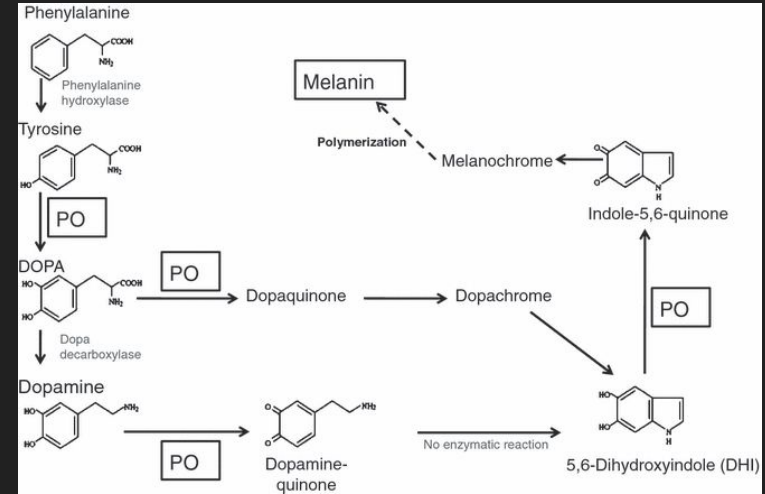 Phenylalanine
COOH
NH₂
Phenylalanine
hydroxylase
Tyrosine
COOH
NH₂
HO
PO
DOPA
HO
HO
COOH
NH₂
PO
Dopaquinone
Dopachrome
Dopa
decarboxylase
Dopamine
HO
HO
NH₂
PO
O
O
NH₂
Dopamine-
quinone
No enzymatic reaction
HO
HO
N
H
5,6-Dihydroxyindole (DHI)
PO
O
O
N
H
Indole-5,6-quinone
Melanochrome
Polymerization
Melanin